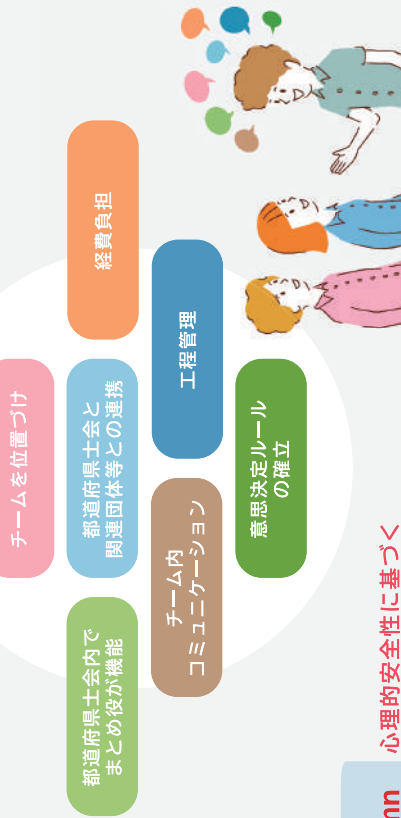 チームを位置づけ
都道府県士会内で
まとめ役が機能
都道府県士会と
関連団体等との連携
経費負担
チーム内
コミュニケーション
工程管理
意思決定ルール
の確立
心理的安全性に基づく